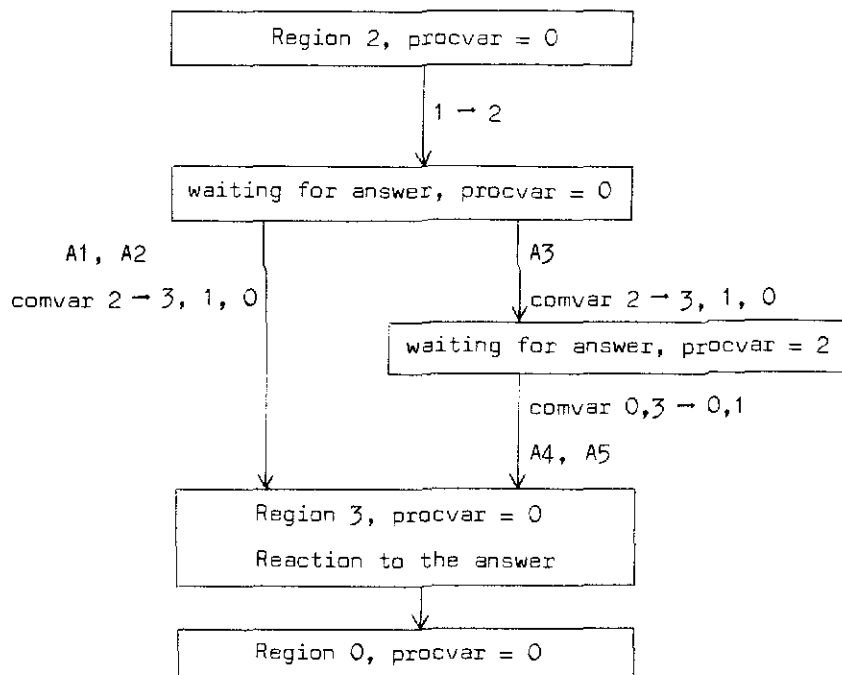 Region 2, procvar = 0
1 → 2
waiting for answer, procvar = 0
A1, A2
comvar 2 → 3, 1, 0
A3
comvar 2 → 3, 1, 0
waiting for answer, procvar = 2
comvar 0,3 → 0,1
A4, A5
Region 3, procvar = 0
Reaction to the answer
Region 0, procvar = 0